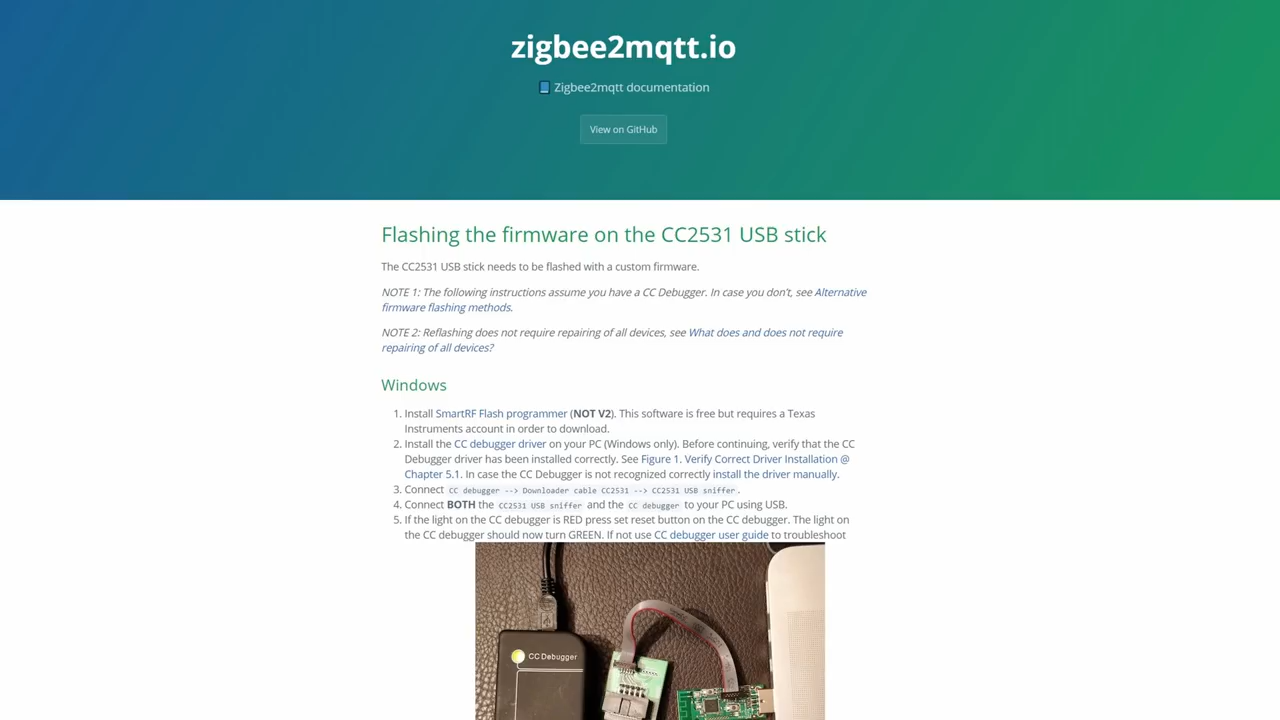 zigbee2mqtt.io
Zigbee2mqtt documentation
View on GitHub
Flashing the firmware on the CC2531 USB stick
The CC2531 USB stick needs to be flashed with a custom firmware.
NOTE 1: The following instructions assume you have a CC Debugger. In case you don't, see Alternative
firmware flashing methods.
NOTE 2: Reflashing does not require repairing of all devices, see What does and does not require
repairing of all devices?
Windows
1. Install SmartRF Flash programmer (NOT V2). This software is free but requires a Texas
Instruments account in order to download.
2. Install the CC debugger driver on your PC (Windows only). Before continuing, verify that the CC
Debugger driver has been installed correctly. See Figure 1. Verify Correct Driver Installation @
Chapter 5.1. In case the CC Debugger is not recognized correctly install the driver manually.
3. Connect CC debugger --> Downloader cable CC2531 --> CC2531 USB sniffer.
4. Connect BOTH the CC2531 USB sniffer and the CC debugger to your PC using USB.
5. If the light on the CC debugger is RED press set reset button on the CC debugger. The light on
the CC debugger should now turn GREEN. If not use CC debugger user guide to troubleshoot
CC Debugger